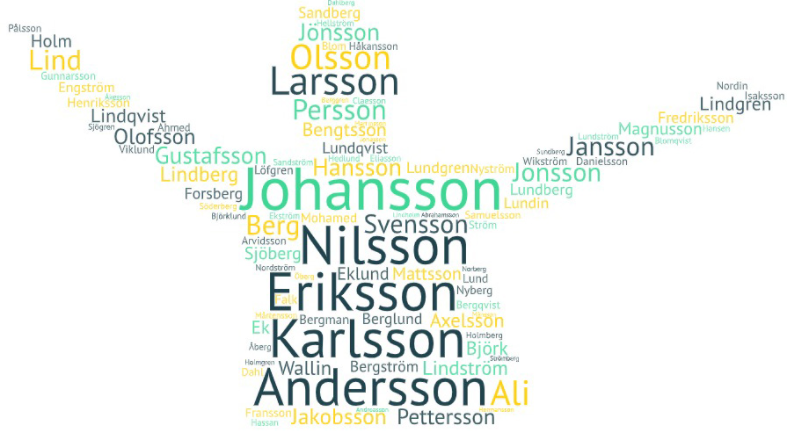 Dahlberg
Sandberg
Hellström
Jönsson
Pålsson
Holm
Blom Håkansson
Lind
Olsson
Gunnarsson
Larsson
Engström
Nordin
Isaksson
Henriksson
Claesson
Lindgren
Persson
Lindqvist
Fredriksson
Sjögren Ahmed
Bengtsson
Magnusson Hansen
Olofsson
Lundström
Viklund
Lundqvist
Sundberg Jansson Blomqvist
Gustafsson Sandström Hedlund Eliasson
Wikström Danielsson
Lindberg Löfgren Hansson Lundgren Nyström Jonsson
Forsberg Johansson Lundberg
Söderberg
Lundin
Björklund Ekström Mohamed Lindholm Abrahamsson Samuelsson
Berg Svensson Ström
Arvidsson Nilsson
Sjöberg
Nordström Öberg Eklund Mattsson Norberg
Lund
Falk Eriksson Nyberg
Bergqvist
Mårtensson
Ek Bergman Berglund Axelsson
Åberg Karlsson Holmberg
Björk
Strömberg
Holmgren Wallin Bergström Lindström
Dahl
Andersson Ali
Fransson Jakobsson Andreasson Pettersson Hermansson
Hassan